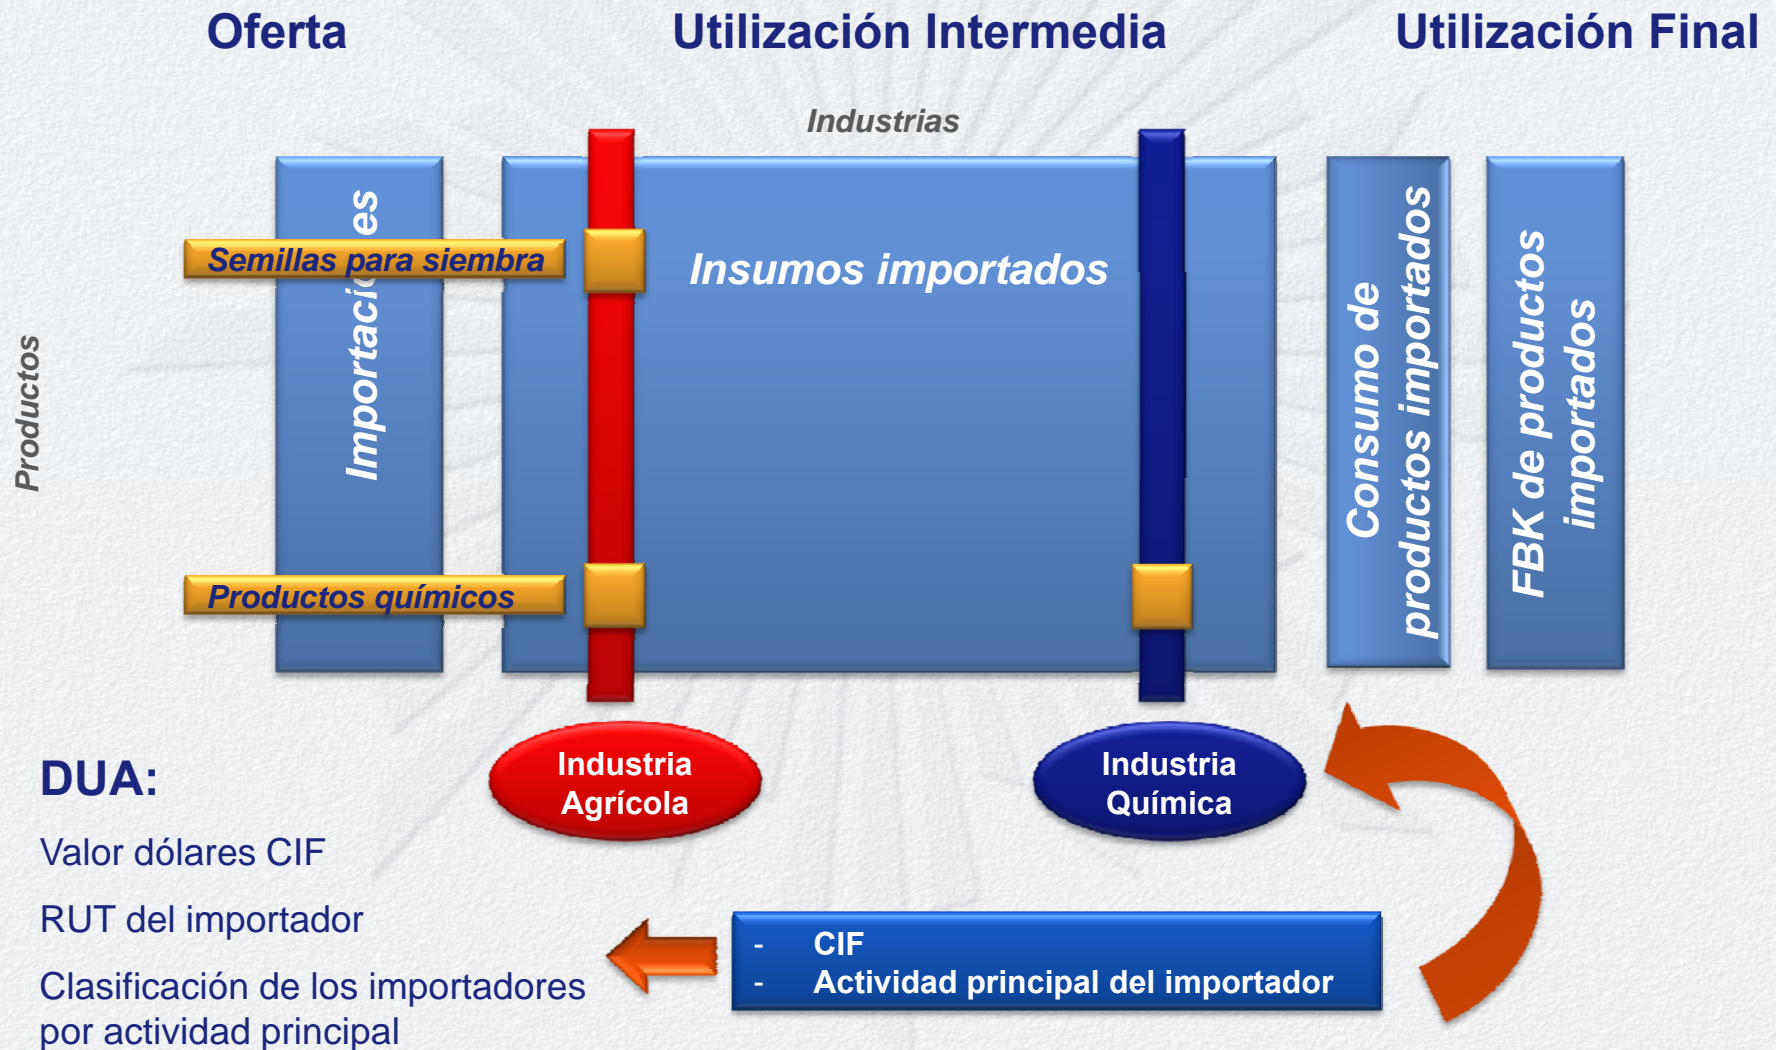 Oferta
Utilización Intermedia
Utilización Final
Industrias
Productos
Importaciones
Semillas para siembra
Productos químicos
Insumos importados
Consumo de
productos importados
FBK de productos
importados
Industria
Agrícola
Industria
Química
DUA:
Valor dólares CIF
RUT del importador
Clasificación de los importadores
por actividad principal
- CIF
- Actividad principal del importador